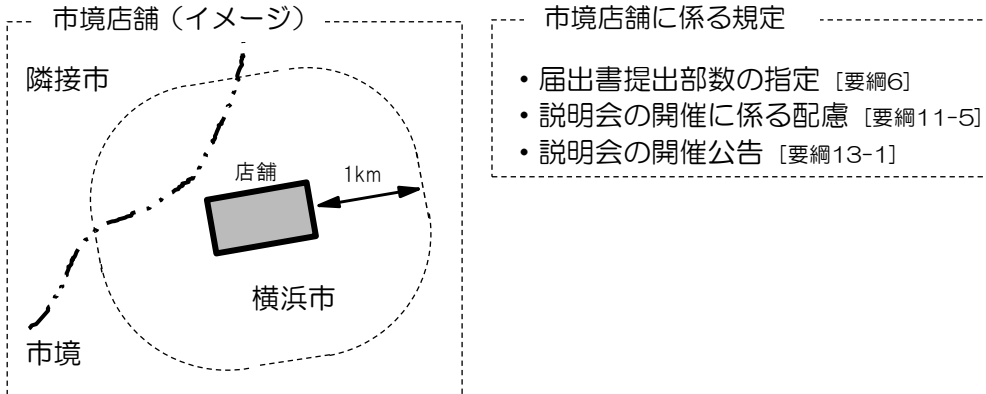 市境店舗（イメージ）
隣接市
店舗
1km
横浜市
市境
市境店舗に係る規定
・届出書提出部数の指定 [要綱6]
・説明会の開催に係る配慮 [要綱11-5]
・説明会の開催公告 [要綱13-1]